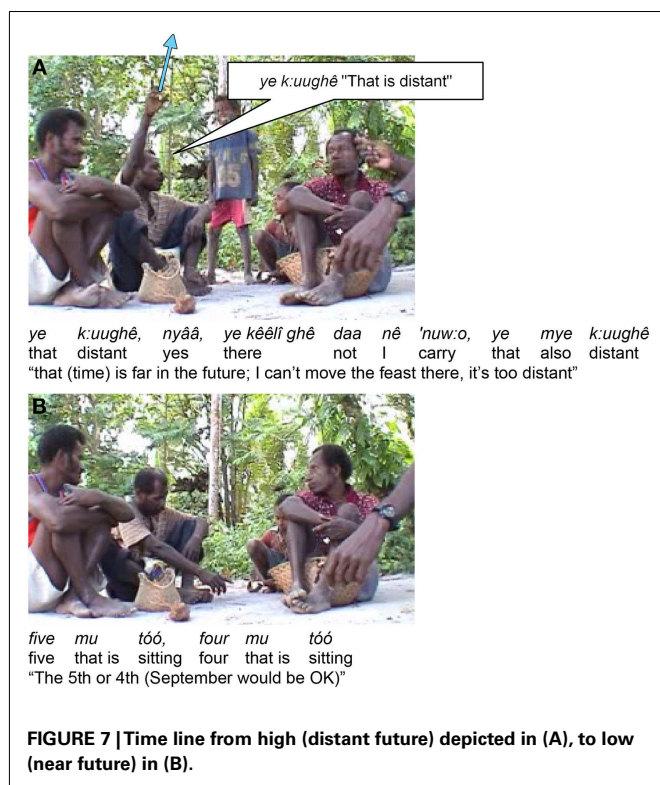 A
ye k:uughê "That is distant"
ye k:uughê, nyââ, ye kêêlî ghê daa nê 'nuw:o, ye mye k:uughê
that distant yes there not I carry that also distant
“that (time) is far in the future; I can’t move the feast there, it’s too distant”
B
five mu tóó, four mu tóó
five that is sitting four that is sitting
“The 5th or 4th (September would be OK)”
FIGURE 7 | Time line from high (distant future) depicted in (A), to low
(near future) in (B).